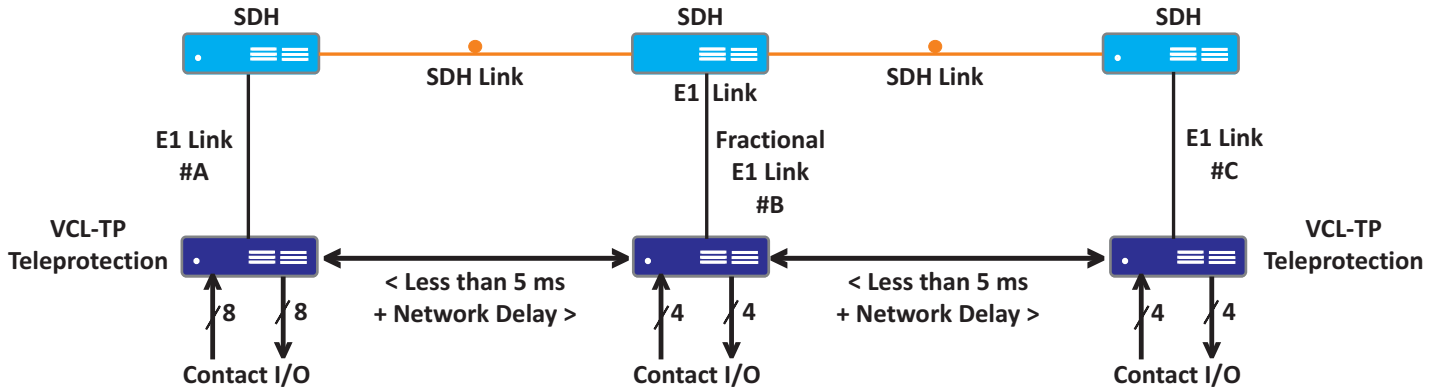 SDH
SDH
SDH
SDH Link
SDH Link
E1 Link
E1 Link
#A
Fractional
E1 Link
#B
E1 Link
#C
VCL-TP
Teleprotection
VCL-TP
Teleprotection
< Less than 5 ms
+ Network Delay >
< Less than 5 ms
+ Network Delay >
8
8
4
4
4
4
Contact I/O
Contact I/O
Contact I/O